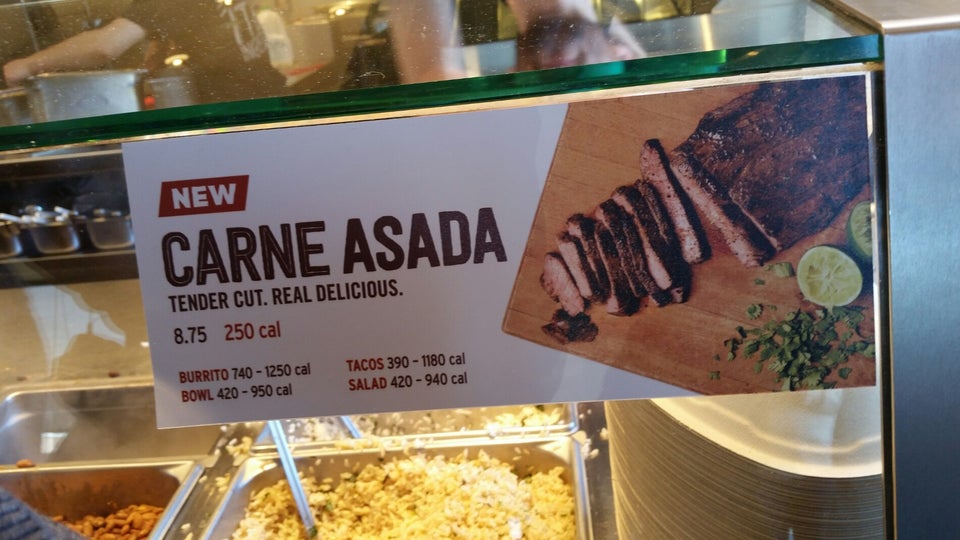 NEW
CARNE ASADA
TENDER CUT. REAL DELICIOUS.
8.75 250 cal
BURRITO 740 – 1250 cal
BOWL 420 – 950 cal
TACOS 390 – 1180 cal
SALAD 420 – 940 cal